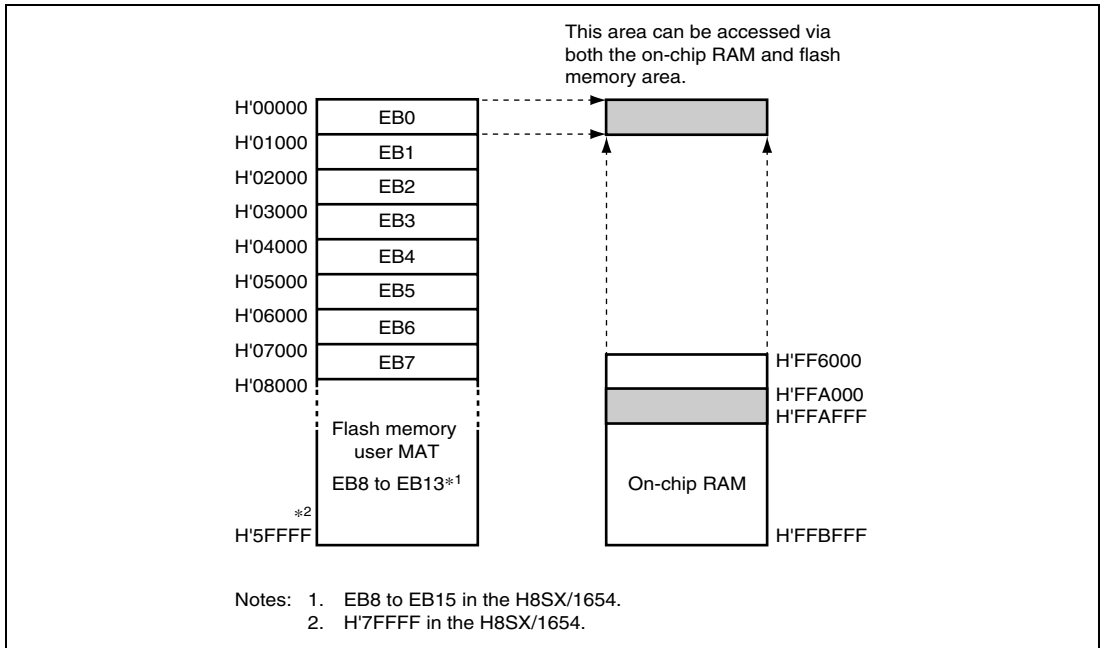 This area can be accessed via
both the on-chip RAM and flash
memory area.
H'00000
EB0
H'01000
EB1
H'02000
EB2
H'03000
EB3
H'04000
EB4
H'05000
EB5
H'06000
EB6
H'07000
EB7
H'08000
Flash memory
user MAT
EB8 to EB13*1
*2
H'5FFFF
H'FF6000
H'FFA000
H'FFAFFF
On-chip RAM
H'FFBFFF
Notes: 1. EB8 to EB15 in the H8SX/1654.
2. H'7FFFF in the H8SX/1654.